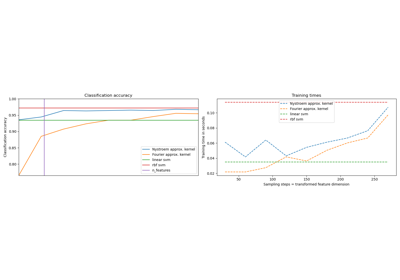 Classification accuracy
1.00
0.95
0.90
0.85
0.80
Classification accuracy
Nystroem approx. kernel
Fourier approx. kernel
linear svm
rbf svm
n_features
Training times
0.10
0.08
0.06
0.04
0.02
Training time in seconds
Nystroem approx. kernel
Fourier approx. kernel
linear svm
rbf svm
50
100
150
200
250
Sampling steps = transformed feature dimension